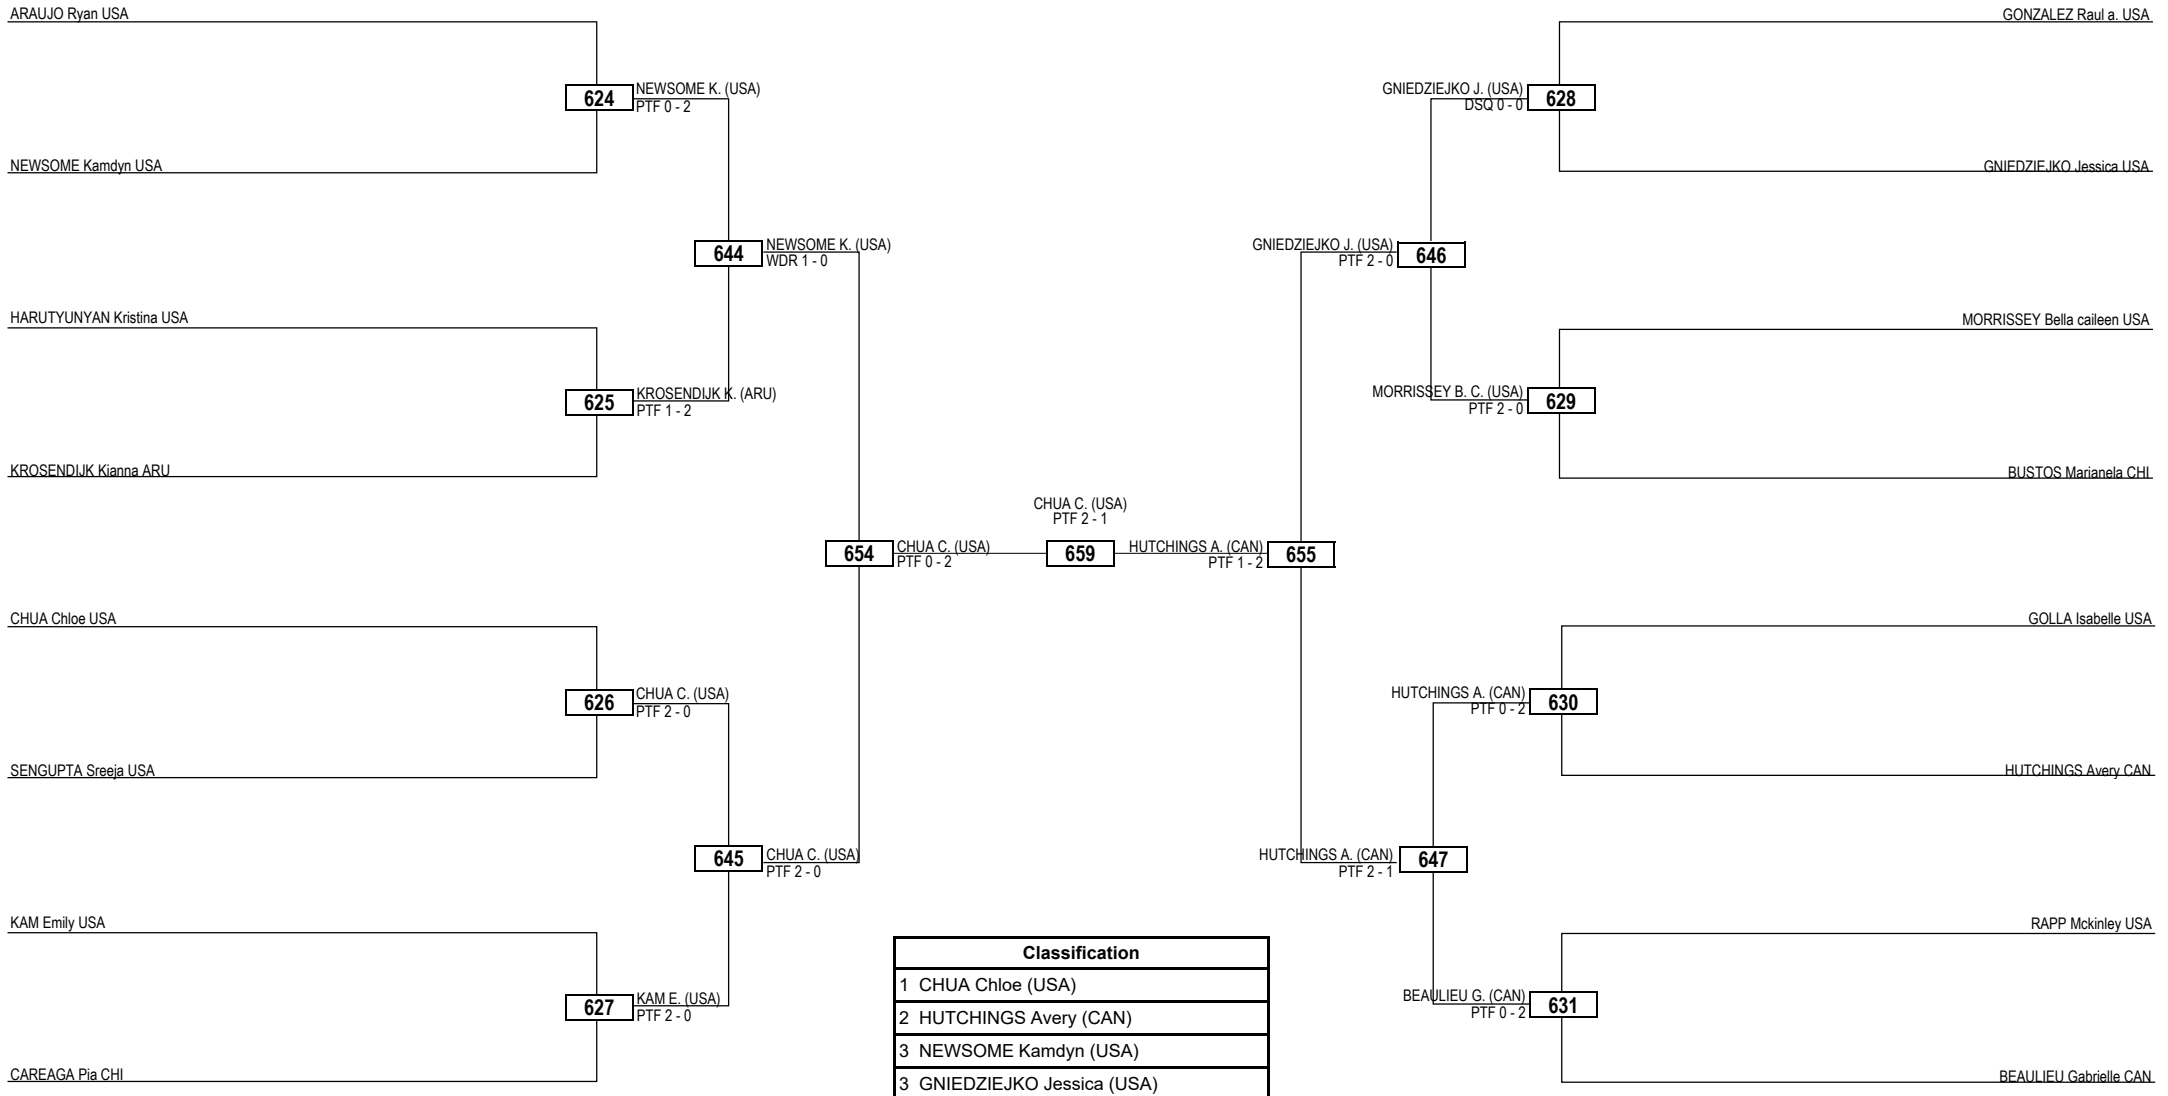 ARAUJO Ryan USA
624
NEWSOME K. (USA)
PTF 0 - 2
NEWSOME Kamdyn USA
644
NEWSOME K. (USA)
WDR 1 - 0
HARUTYUNYAN Kristina USA
625
KROSENDIJK K. (ARU)
PTF 1 - 2
KROSENDIJK Kianna ARU
654
CHUA C. (USA)
PTF 0 - 2
CHUA Chloe USA
626
CHUA C. (USA)
PTF 2 - 0
SENGUPTA Sreeja USA
645
CHUA C. (USA)
PTF 2 - 0
KAM Emily USA
627
KAM E. (USA)
PTF 2 - 0
CAREAGA Pia CHI
CHUA C. (USA)
PTF 2 - 1
659
GONZALEZ Raul a. USA
GNIEDZIEJKO J. (USA)
DSQ 0 - 0
628
GNIEDZIEJKO Jessica USA
GNIEDZIEJKO J. (USA)
PTF 2 - 0
646
MORRISSEY Bella caileen USA
MORRISSEY B. C. (USA)
PTF 2 - 0
629
BUSTOS Marianela CHI
HUTCHINGS A. (CAN)
PTF 1 - 2
655
GOLLA Isabelle USA
HUTCHINGS A. (CAN)
PTF 0 - 2
630
HUTCHINGS Avery CAN
HUTCHINGS A. (CAN)
PTF 2 - 1
647
RAPP Mckinley USA
BEAULIEU G. (CAN)
PTF 0 - 2
631
BEAULIEU Gabrielle CAN
Classification
1 CHUA Chloe (USA)
2 HUTCHINGS Avery (CAN)
3 NEWSOME Kamdyn (USA)
3 GNIEDZIEJKO Jessica (USA)